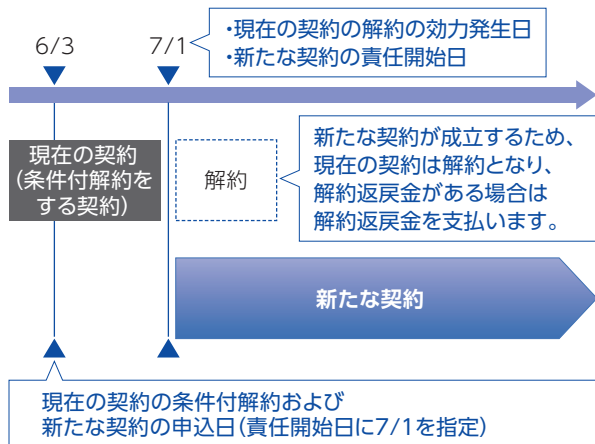 6/3
7/1
・現在の契約の解約の効力発生日
・新たな契約の責任開始日
現在の契約
(条件付解約を
する契約)
解約
新たな契約が成立するため、
現在の契約は解約となり、
解約返戻金がある場合は
解約返戻金を支払います。
新たな契約
現在の契約の条件付解約および
新たな契約の申込日(責任開始日に7/1を指定)